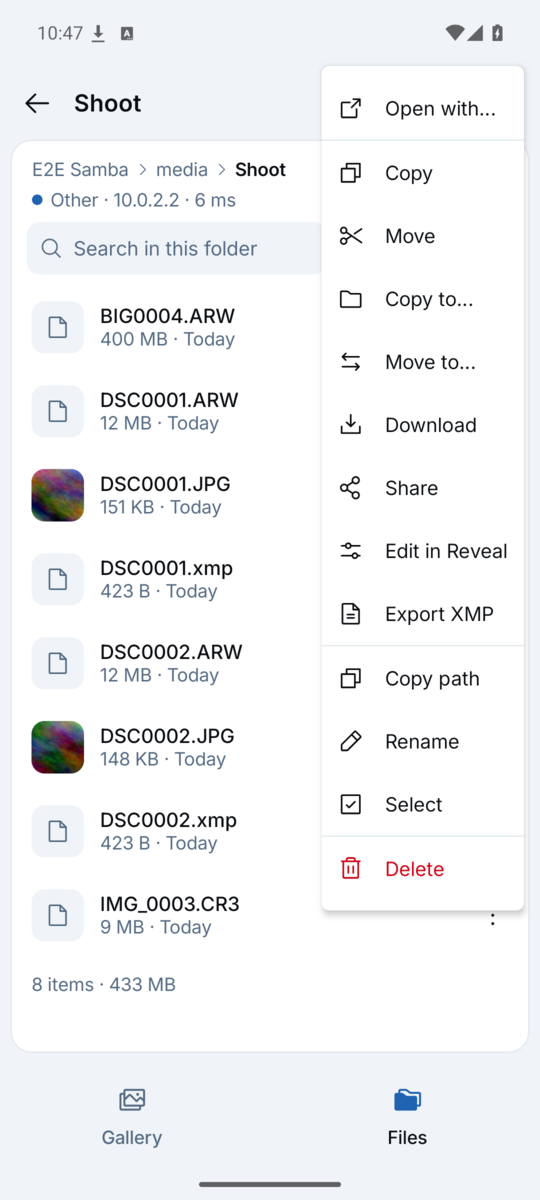 10:47
Shoot
E2E Samba > media > Shoot
Other · 10.0.2.2 · 6 ms
Search in this folder
BIG0004.ARW
400 MB · Today
DSC0001.ARW
12 MB · Today
DSC0001.JPG
151 KB · Today
DSC0001.xmp
423 B · Today
DSC0002.ARW
12 MB · Today
DSC0002.JPG
148 KB · Today
DSC0002.xmp
423 B · Today
IMG_0003.CR3
9 MB · Today
8 items · 433 MB
Open with...
Copy
Move
Copy to...
Move to...
Download
Share
Edit in Reveal
Export XMP
Copy path
Rename
Select
Delete
Gallery
Files